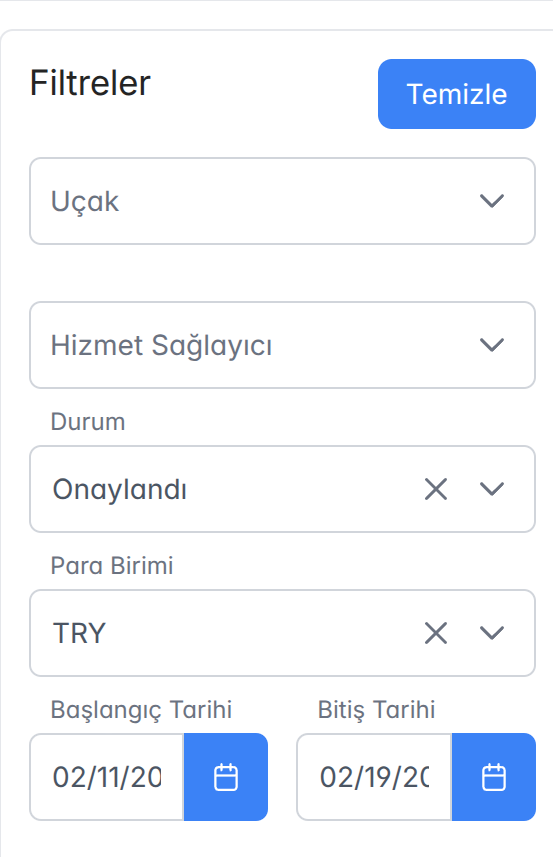 Filtreler
Temizle
Uçak
Hizmet Sağlayıcı
Durum
Onaylandı
Para Birimi
TRY
Başlangıç Tarihi
Bitiş Tarihi
02/11/20
02/19/20